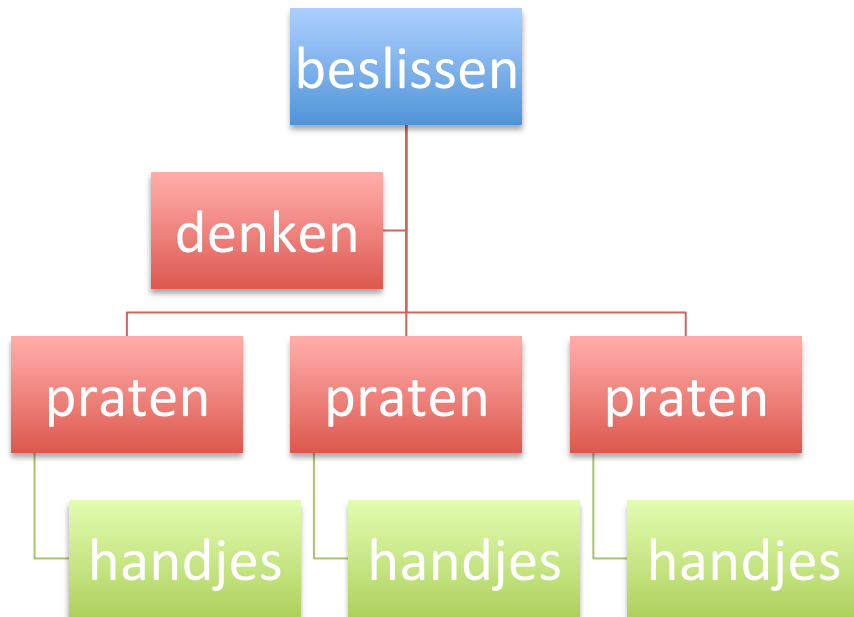 beslissen
denken
praten
praten
praten
handjes
handjes
handjes